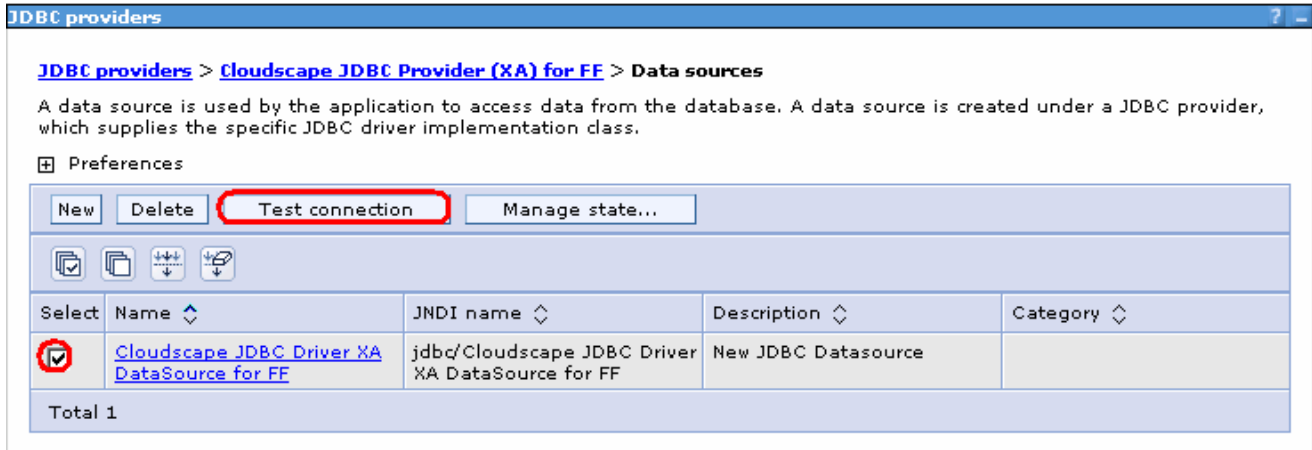 JDBC providers ? –
JDBC providers > Cloudscape JDBC Provider (XA) for FF > Data sources
A data source is used by the application to access data from the database. A data source is created under a JDBC provider,
which supplies the specific JDBC driver implementation class.
Preferences
New Delete Test connection Manage state...
Select Name JNDI name Description Category
Cloudscape JDBC Driver XA jdbc/Cloudscape JDBC Driver New JDBC Datasource
DataSource for FF XA DataSource for FF
Total 1